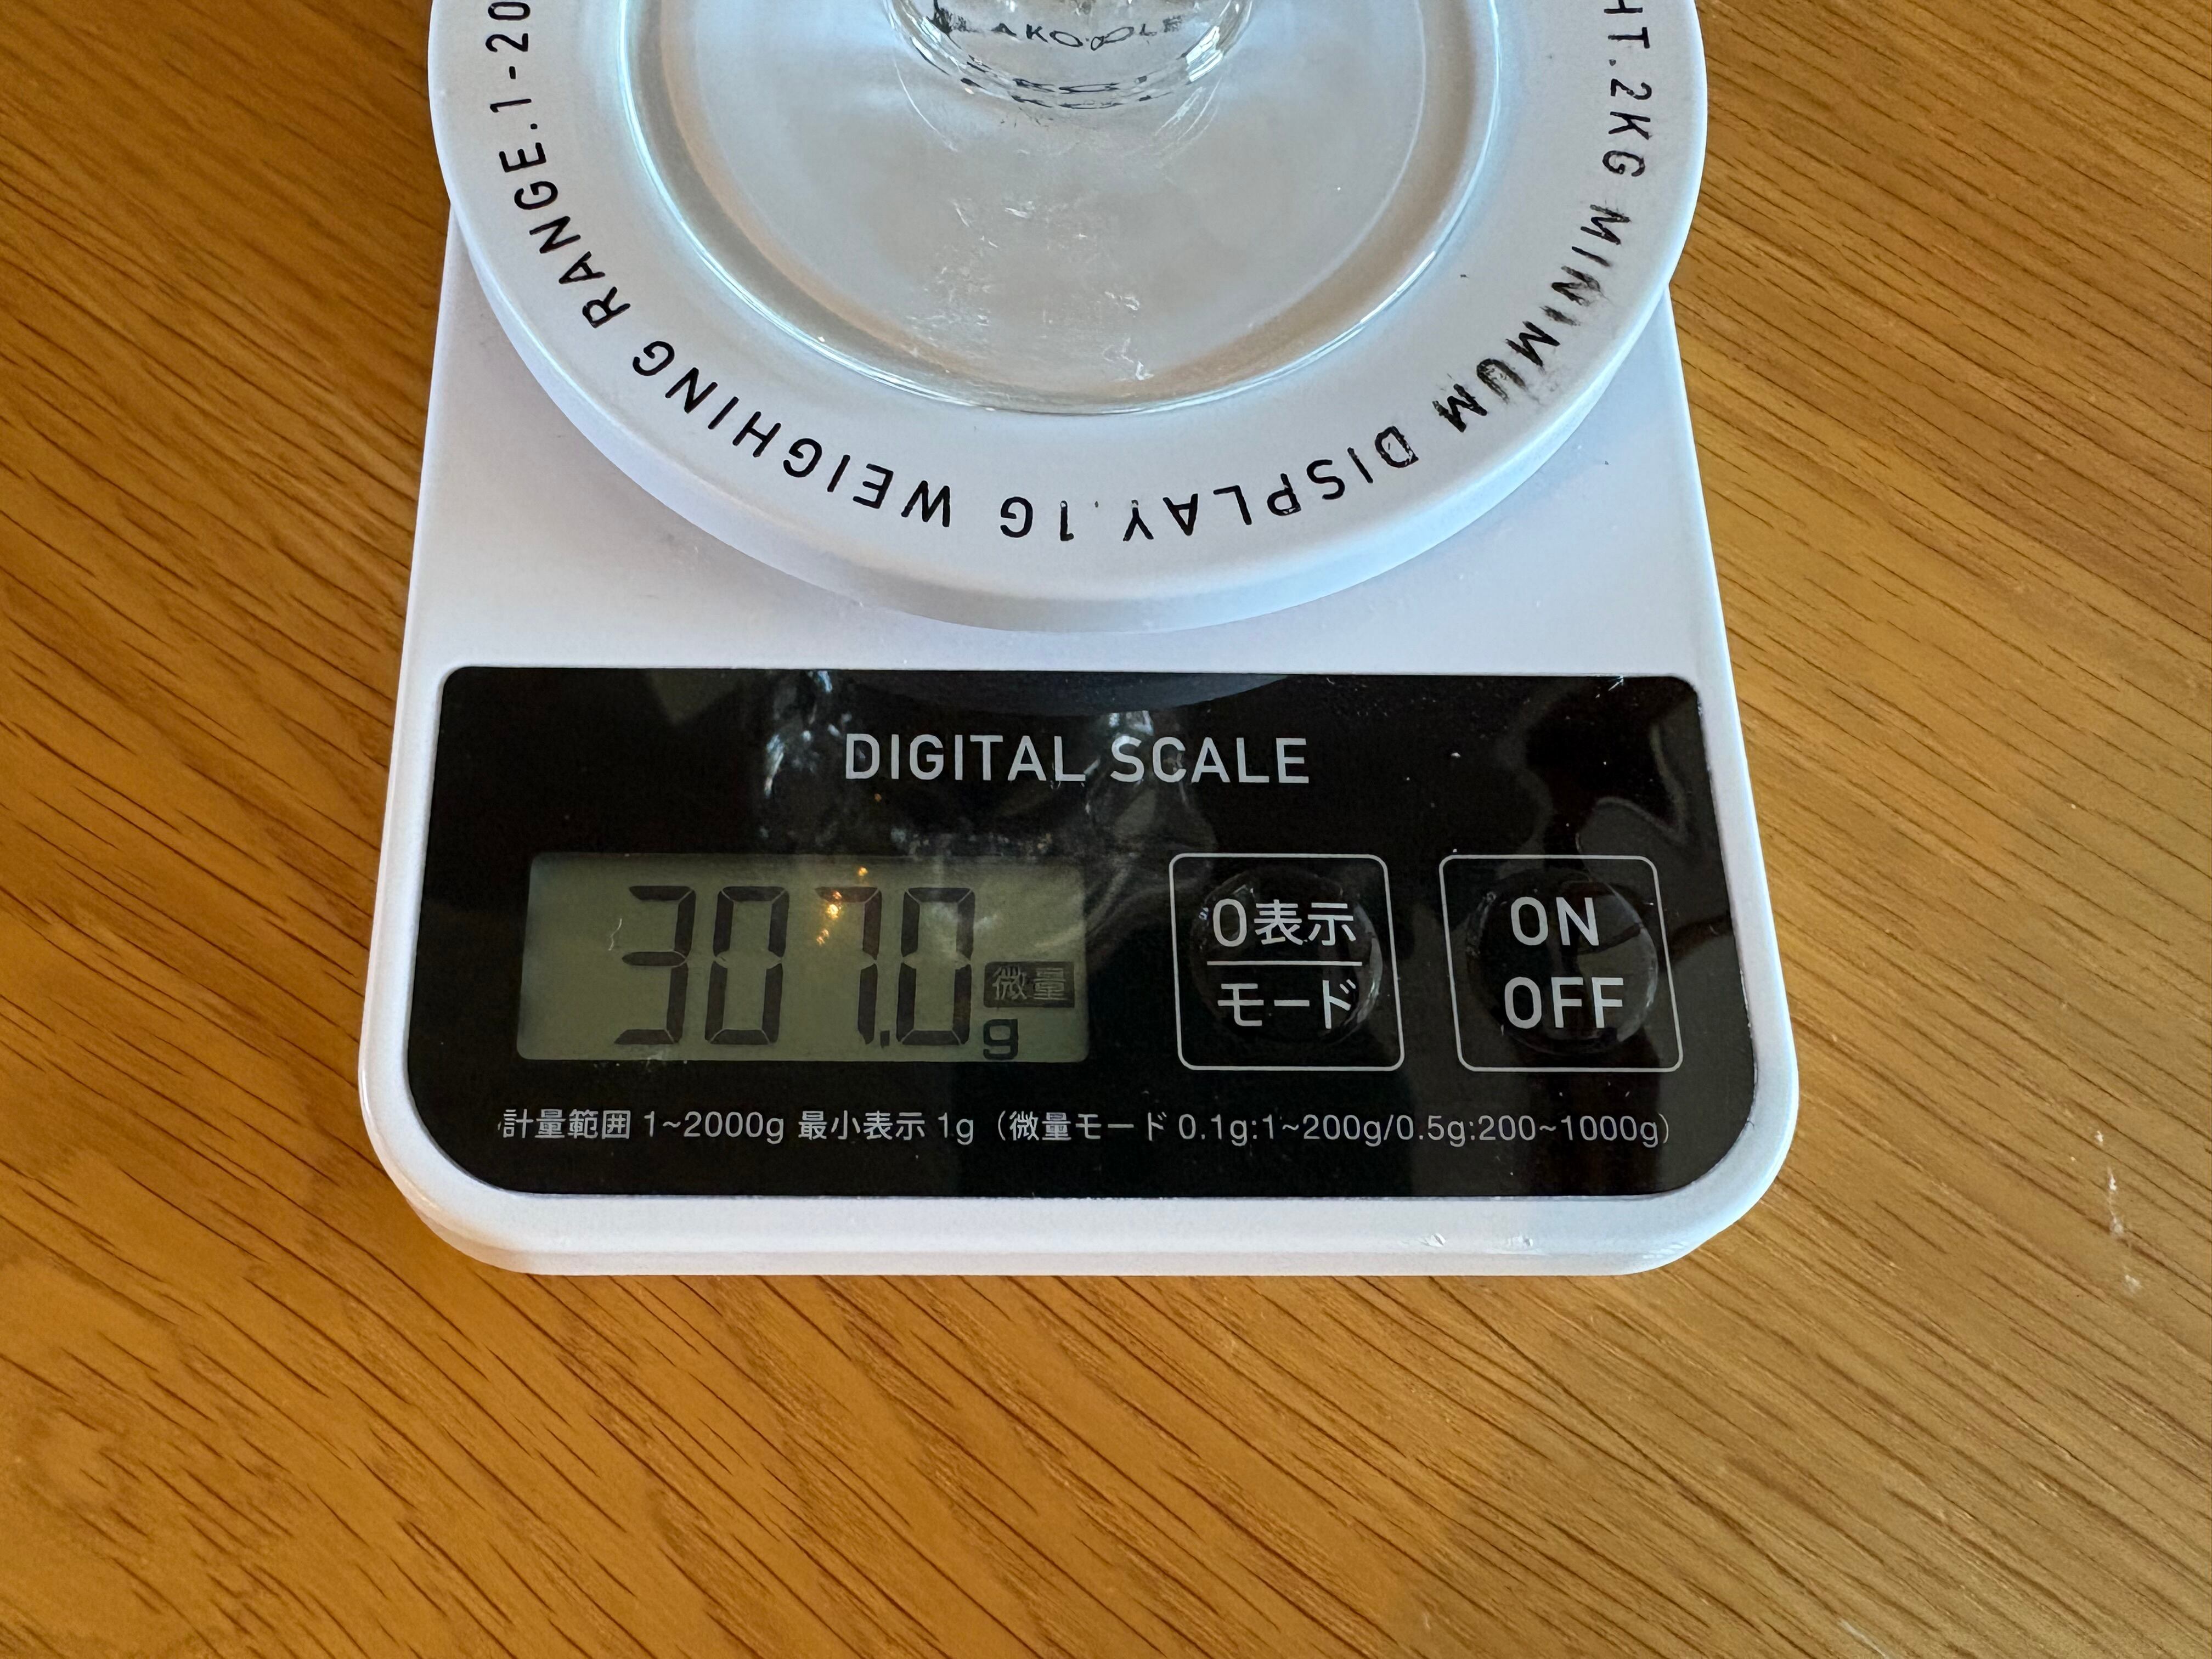 HT. 2KG MINIMUM DISPLAY. 1G WEIGHING RANGE. 1-20
DIGITAL SCALE
307.0 微量 g
0表示
モード
ON
OFF
計量範囲 1~2000g 最小表示 1g（微量モード 0.1g:1~200g/0.5g:200~1000g）